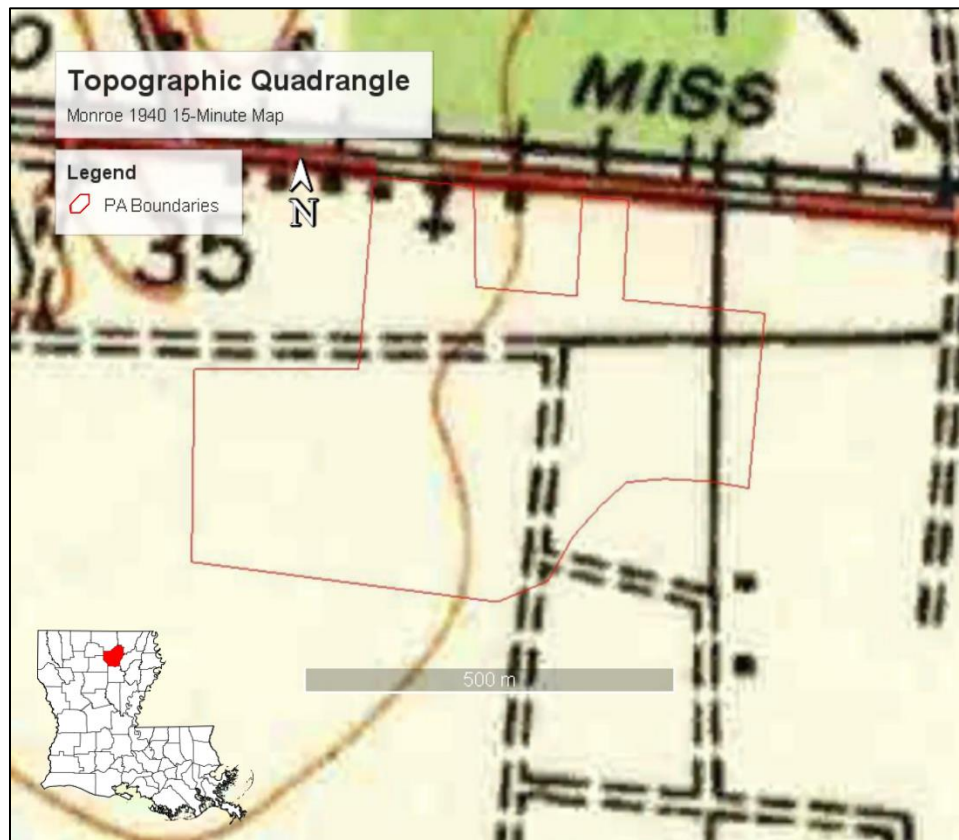 Topographic Quadrangle
Monroe 1940 15-Minute Map
MISS
Legend
PA Boundaries
N
35
500 m